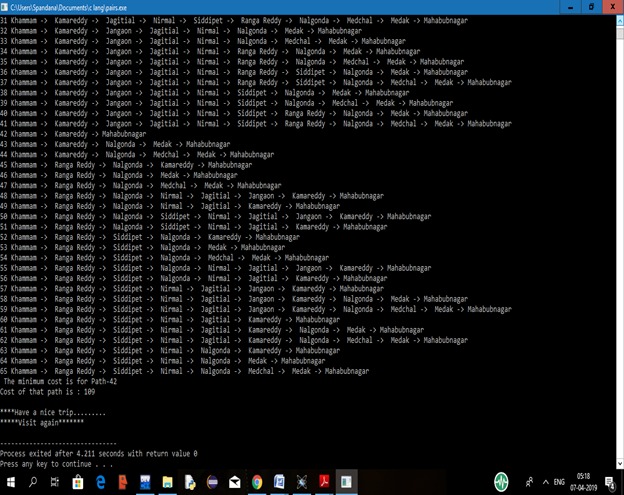 C:\Users\Spandana\Documents\c lang\pairs.exe
31 Khammam -> Kamareddy -> Jagitial -> Nirmal -> Siddipet -> Ranga Reddy -> Nalgonda -> Medchal -> Medak -> Mahabubnagar
32 Khammam -> Kamareddy -> Jangaon -> Jagitial -> Nirmal -> Nalgonda -> Medak -> Mahabubnagar
33 Khammam -> Kamareddy -> Jangaon -> Jagitial -> Nirmal -> Nalgonda -> Medchal -> Medak -> Mahabubnagar
34 Khammam -> Kamareddy -> Jangaon -> Jagitial -> Nirmal -> Ranga Reddy -> Nalgonda -> Medak -> Mahabubnagar
35 Khammam -> Kamareddy -> Jangaon -> Jagitial -> Nirmal -> Ranga Reddy -> Nalgonda -> Medchal -> Medak -> Mahabubnagar
36 Khammam -> Kamareddy -> Jangaon -> Jagitial -> Nirmal -> Ranga Reddy -> Siddipet -> Nalgonda -> Medak -> Mahabubnagar
37 Khammam -> Kamareddy -> Jangaon -> Jagitial -> Nirmal -> Ranga Reddy -> Siddipet -> Nalgonda -> Medchal -> Medak -> Mahabubnagar
38 Khammam -> Kamareddy -> Jangaon -> Jagitial -> Nirmal -> Siddipet -> Nalgonda -> Medak -> Mahabubnagar
39 Khammam -> Kamareddy -> Jangaon -> Jagitial -> Nirmal -> Siddipet -> Nalgonda -> Medchal -> Medak -> Mahabubnagar
40 Khammam -> Kamareddy -> Jangaon -> Jagitial -> Nirmal -> Siddipet -> Ranga Reddy -> Nalgonda -> Medak -> Mahabubnagar
41 Khammam -> Kamareddy -> Jangaon -> Jagitial -> Nirmal -> Siddipet -> Ranga Reddy -> Nalgonda -> Medchal -> Medak -> Mahabubnagar
42 Khammam -> Kamareddy -> Mahabubnagar
43 Khammam -> Kamareddy -> Nalgonda -> Medak -> Mahabubnagar
44 Khammam -> Kamareddy -> Nalgonda -> Medchal -> Medak -> Mahabubnagar
45 Khammam -> Ranga Reddy -> Nalgonda -> Kamareddy -> Mahabubnagar
46 Khammam -> Ranga Reddy -> Nalgonda -> Medak -> Mahabubnagar
47 Khammam -> Ranga Reddy -> Nalgonda -> Medchal -> Medak -> Mahabubnagar
48 Khammam -> Ranga Reddy -> Nalgonda -> Nirmal -> Jagitial -> Jangaon -> Kamareddy -> Mahabubnagar
49 Khammam -> Ranga Reddy -> Nalgonda -> Nirmal -> Jagitial -> Kamareddy -> Mahabubnagar
50 Khammam -> Ranga Reddy -> Nalgonda -> Siddipet -> Nirmal -> Jagitial -> Jangaon -> Kamareddy -> Mahabubnagar
51 Khammam -> Ranga Reddy -> Nalgonda -> Siddipet -> Nirmal -> Jagitial -> Kamareddy -> Mahabubnagar
52 Khammam -> Ranga Reddy -> Siddipet -> Nalgonda -> Kamareddy -> Mahabubnagar
53 Khammam -> Ranga Reddy -> Siddipet -> Nalgonda -> Medak -> Mahabubnagar
54 Khammam -> Ranga Reddy -> Siddipet -> Nalgonda -> Medchal -> Medak -> Mahabubnagar
55 Khammam -> Ranga Reddy -> Siddipet -> Nalgonda -> Nirmal -> Jagitial -> Jangaon -> Kamareddy -> Mahabubnagar
56 Khammam -> Ranga Reddy -> Siddipet -> Nalgonda -> Nirmal -> Jagitial -> Kamareddy -> Mahabubnagar
57 Khammam -> Ranga Reddy -> Siddipet -> Nirmal -> Jagitial -> Jangaon -> Kamareddy -> Mahabubnagar
58 Khammam -> Ranga Reddy -> Siddipet -> Nirmal -> Jagitial -> Jangaon -> Kamareddy -> Nalgonda -> Medak -> Mahabubnagar
59 Khammam -> Ranga Reddy -> Siddipet -> Nirmal -> Jagitial -> Jangaon -> Kamareddy -> Nalgonda -> Medchal -> Medak -> Mahabubnagar
60 Khammam -> Ranga Reddy -> Siddipet -> Nirmal -> Jagitial -> Kamareddy -> Mahabubnagar
61 Khammam -> Ranga Reddy -> Siddipet -> Nirmal -> Jagitial -> Kamareddy -> Nalgonda -> Medak -> Mahabubnagar
62 Khammam -> Ranga Reddy -> Siddipet -> Nirmal -> Jagitial -> Kamareddy -> Nalgonda -> Medchal -> Medak -> Mahabubnagar
63 Khammam -> Ranga Reddy -> Siddipet -> Nirmal -> Nalgonda -> Kamareddy -> Mahabubnagar
64 Khammam -> Ranga Reddy -> Siddipet -> Nirmal -> Nalgonda -> Medak -> Mahabubnagar
65 Khammam -> Ranga Reddy -> Siddipet -> Nirmal -> Nalgonda -> Medchal -> Medak -> Mahabubnagar
The minimum cost is for Path-42
Cost of that path is : 109
****Have a nice trip.........
*****Visit again*******
--------------------------------
Process exited after 4.211 seconds with return value 0
Press any key to continue . . .
ENG
05:18
07-04-2019